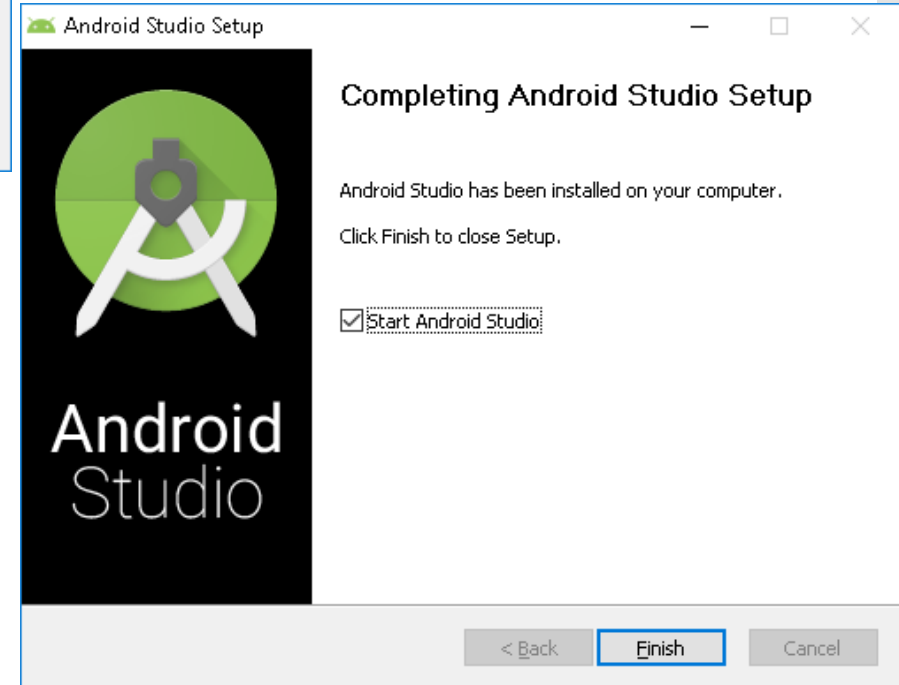 Android Studio Setup
Completing Android Studio Setup
Android Studio has been installed on your computer.
Click Finish to close Setup.
Start Android Studio
Android
Studio
< Back
Finish
Cancel